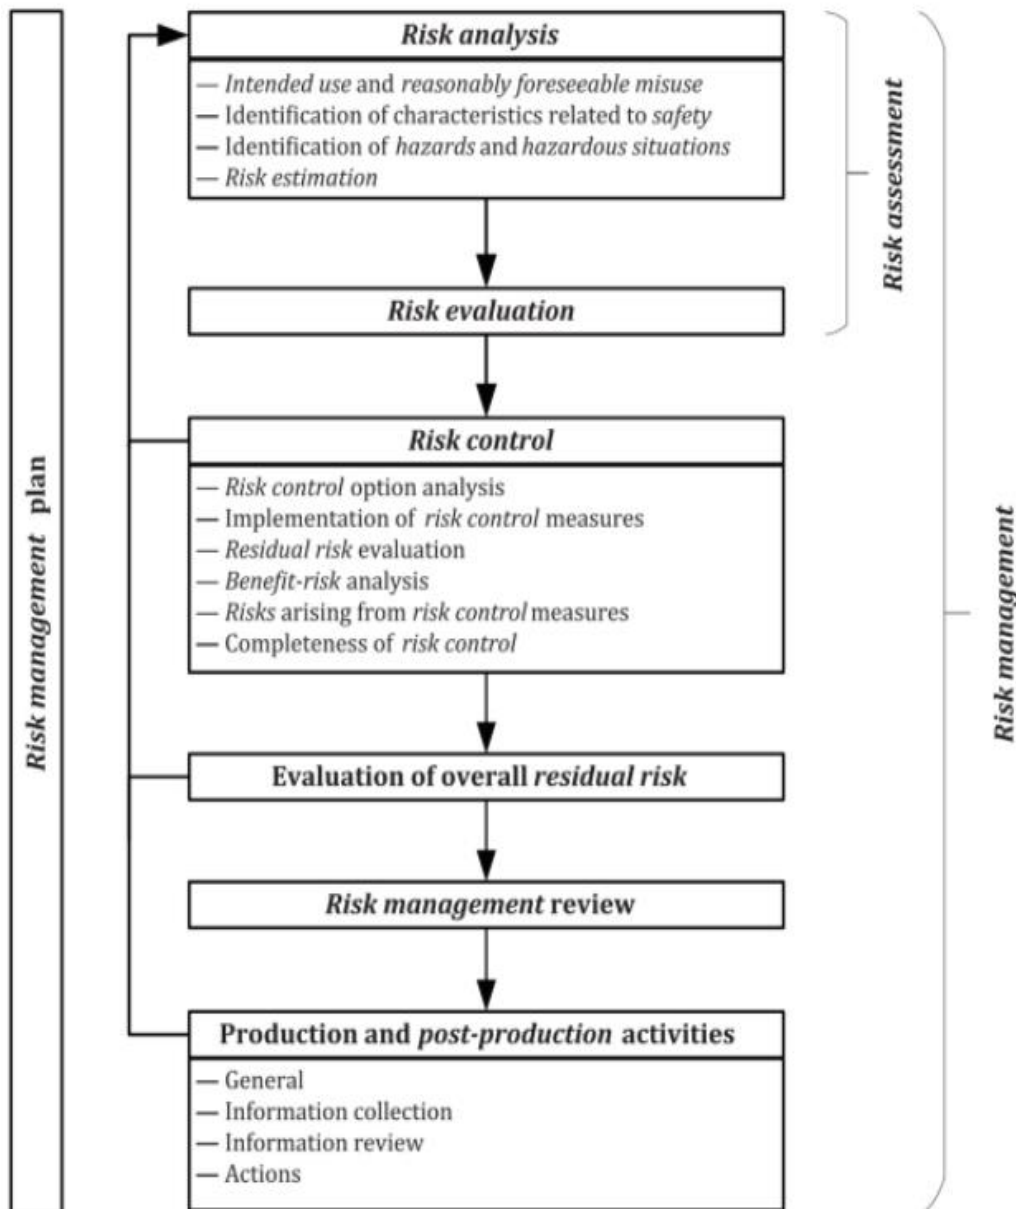 Risk analysis
— Intended use and reasonably foreseeable misuse
— Identification of characteristics related to safety
— Identification of hazards and hazardous situations
— Risk estimation
Risk evaluation
Risk control
— Risk control option analysis
— Implementation of risk control measures
— Residual risk evaluation
— Benefit-risk analysis
— Risks arising from risk control measures
— Completeness of risk control
Evaluation of overall residual risk
Risk management review
Production and post-production activities
— General
— Information collection
— Information review
— Actions
Risk management plan
Risk assessment
Risk management